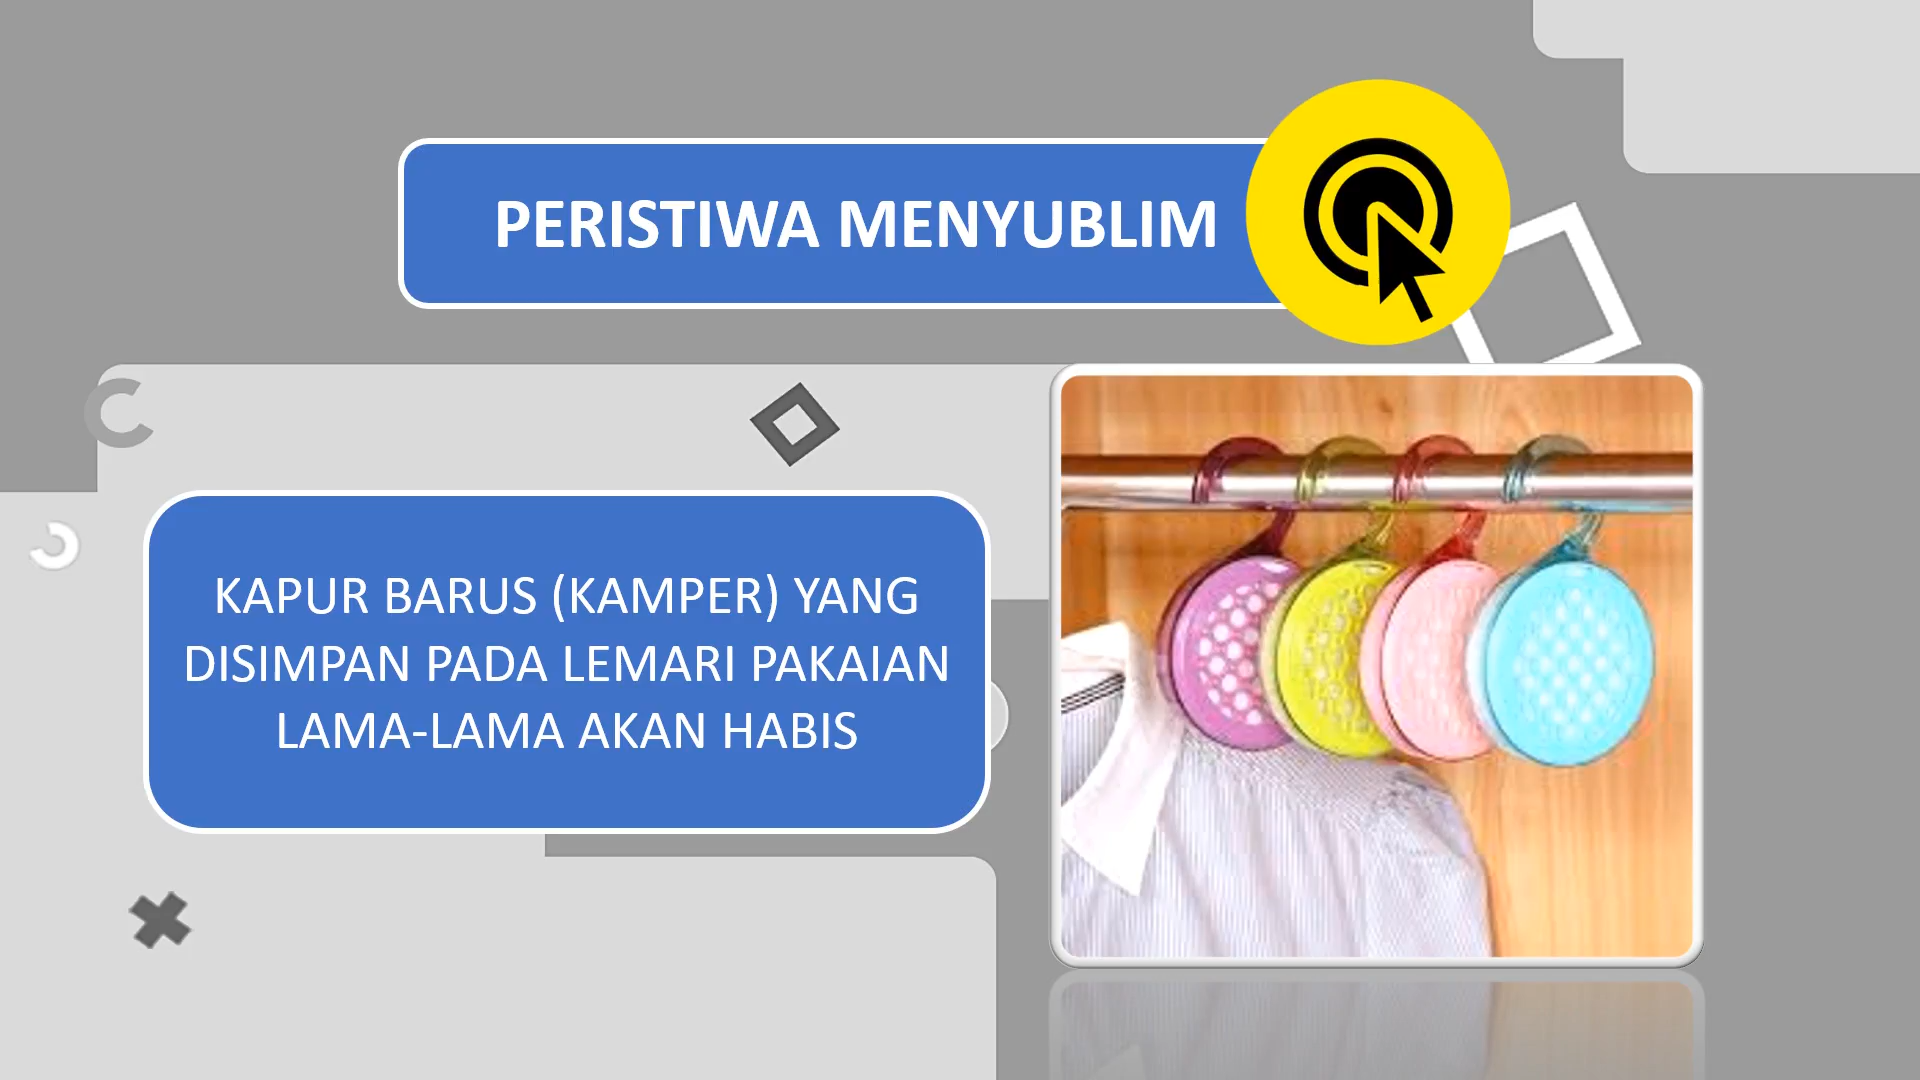 PERISTIWA MENYUBLIM
KAPUR BARUS (KAMPER) YANG
DISIMPAN PADA LEMARI PAKAIAN
LAMA-LAMA AKAN HABIS